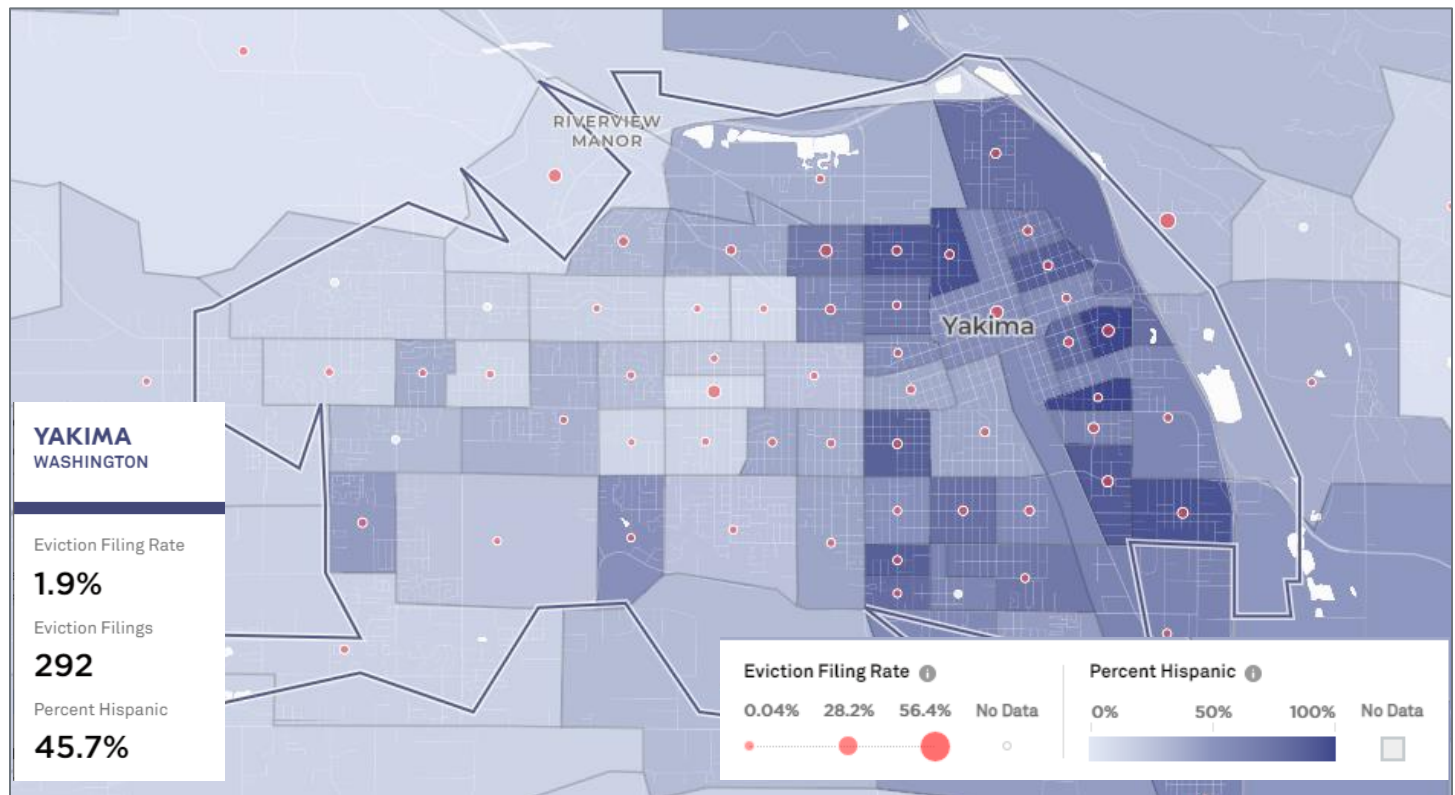 RIVERVIEW
MANOR
Yakima
YAKIMA
WASHINGTON
Eviction Filing Rate
1.9%
Eviction Filings
292
Percent Hispanic
45.7%
Eviction Filing Rate i
0.04% 28.2% 56.4% No Data
Percent Hispanic i
0% 50% 100% No Data